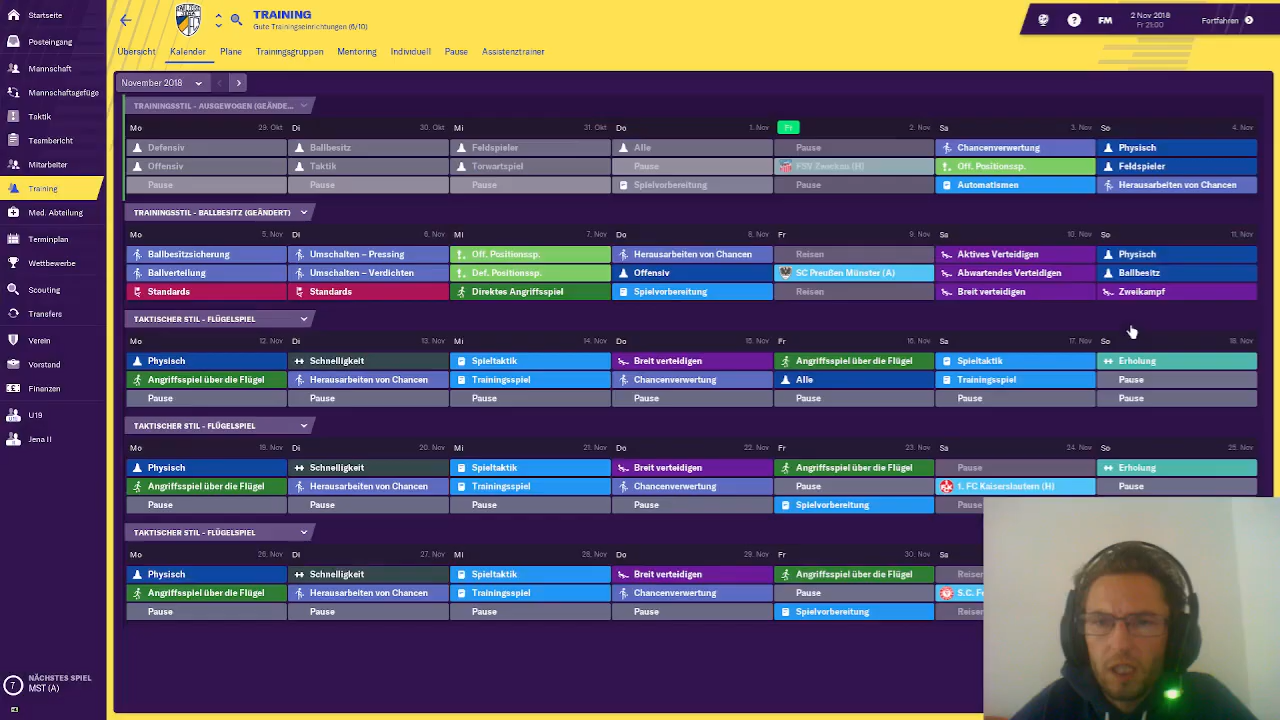 Startseite
Posteingang
Mannschaft
Mannschaftsgefüge
Taktik
Teambericht
Mitarbeiter
Training
Med. Abteilung
Terminplan
Wettbewerbe
Scouting
Transfers
Verein
Vorstand
Finanzen
U19
Jena II
NÄCHSTES SPIEL
7 MST (A)
TRAINING
Gute Trainingseinrichtungen (6/10)
? FM 2 Nov 2018
Fr 21:00
Fortfahren
Übersicht Kalender Pläne Trainingsgruppen Mentoring Individuell Pause Assistenztrainer
November 2018
TRAININGSSTIL - AUSGEWOGEN (GEÄNDE...
Mo 29. Okt Di 30. Okt Mi 31. Okt Do 1. Nov Fr 2. Nov Sa 3. Nov So 4. Nov
Defensiv Ballbesitz Feldspieler Alle Pause Chancenverwertung Physisch
Offensiv Taktik Torwartspiel Pause FSV Zwickau (H) Off. Positionssp. Feldspieler
Pause Pause Pause Spielvorbereitung Pause Automatismen Herausarbeiten von Chancen
TRAININGSSTIL - BALLBESITZ (GEÄNDERT)
Mo 5. Nov Di 6. Nov Mi 7. Nov Do 8. Nov Fr 9. Nov Sa 10. Nov So 11. Nov
Ballbesitzsicherung Umschalten – Pressing Off. Positionssp. Herausarbeiten von Chancen Reisen Aktives Verteidigen Physisch
Ballverteilung Umschalten – Verdichten Def. Positionssp. Offensiv SC Preußen Münster (A) Abwartendes Verteidigen Ballbesitz
Standards Standards Direktes Angriffsspiel Spielvorbereitung Reisen Breit verteidigen Zweikampf
TAKTISCHER STIL - FLÜGELSPIEL
Mo 12. Nov Di 13. Nov Mi 14. Nov Do 15. Nov Fr 16. Nov Sa 17. Nov So 18. Nov
Physisch Schnelligkeit Spieltaktik Breit verteidigen Angriffsspiel über die Flügel Spieltaktik Erholung
Angriffsspiel über die Flügel Herausarbeiten von Chancen Trainingsspiel Chancenverwertung Alle Trainingsspiel Pause
Pause Pause Pause Pause Pause Pause Pause
TAKTISCHER STIL - FLÜGELSPIEL
Mo 19. Nov Di 20. Nov Mi 21. Nov Do 22. Nov Fr 23. Nov Sa 24. Nov So 25. Nov
Physisch Schnelligkeit Spieltaktik Breit verteidigen Angriffsspiel über die Flügel Pause Erholung
Angriffsspiel über die Flügel Herausarbeiten von Chancen Trainingsspiel Chancenverwertung Pause 1. FC Kaiserslautern (H) Pause
Pause Pause Pause Pause Spielvorbereitung Pause
TAKTISCHER STIL - FLÜGELSPIEL
Mo 26. Nov Di 27. Nov Mi 28. Nov Do 29. Nov Fr 30. Nov Sa
Physisch Schnelligkeit Spieltaktik Breit verteidigen Angriffsspiel über die Flügel Reisen
Angriffsspiel über die Flügel Herausarbeiten von Chancen Trainingsspiel Chancenverwertung Pause S.C.
Pause Pause Pause Pause Spielvorbereitung Reisen